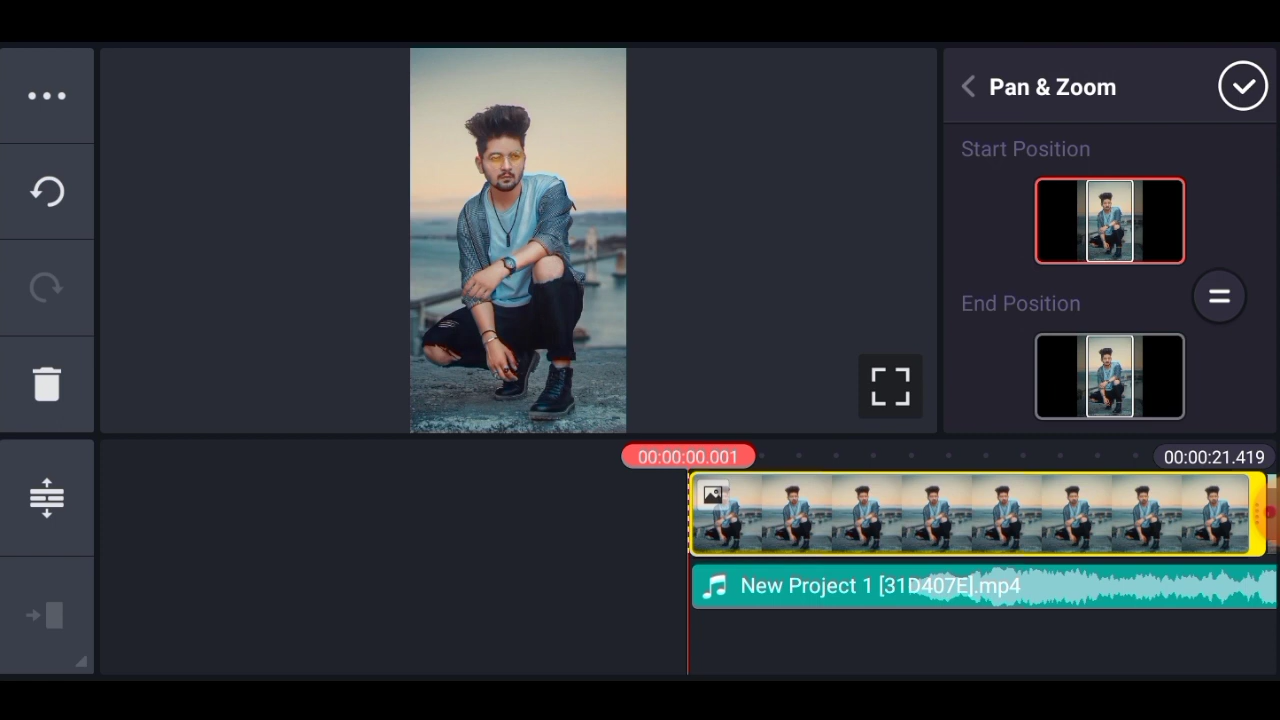 Pan & Zoom
Start Position
End Position
00:00:00.001
00:00:21.419
New Project 1 [31D407E].mp4